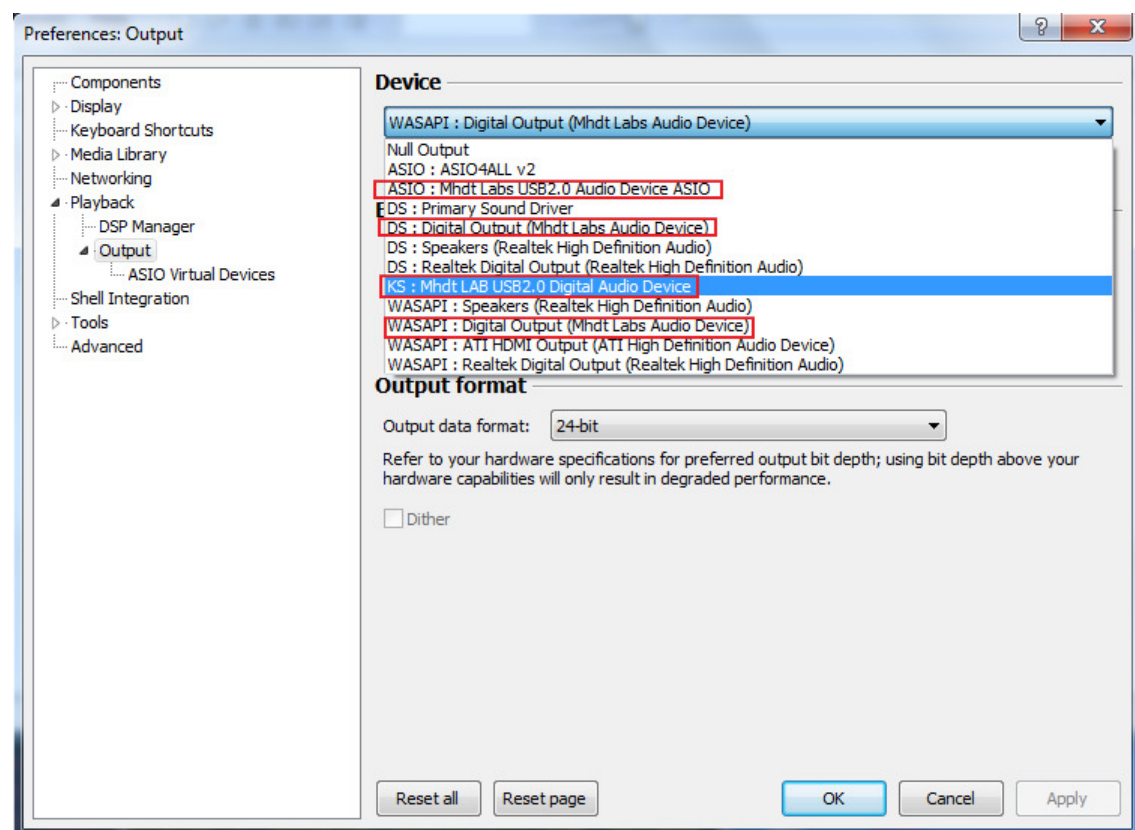 Preferences: Output
Components
Display
Keyboard Shortcuts
Media Library
Networking
Playback
DSP Manager
Output
ASIO Virtual Devices
Shell Integration
Tools
Advanced
Device
WASAPI : Digital Output (Mhdt Labs Audio Device)
Null Output
ASIO : ASIO4ALL v2
ASIO : Mhdt Labs USB2.0 Audio Device ASIO
DS : Primary Sound Driver
DS : Digital Output (Mhdt Labs Audio Device)
DS : Speakers (Realtek High Definition Audio)
DS : Realtek Digital Output (Realtek High Definition Audio)
KS : Mhdt LAB USB2.0 Digital Audio Device
WASAPI : Speakers (Realtek High Definition Audio)
WASAPI : Digital Output (Mhdt Labs Audio Device)
WASAPI : ATI HDMI Output (ATI High Definition Audio Device)
WASAPI : Realtek Digital Output (Realtek High Definition Audio)
Output format
Output data format: 24-bit
Refer to your hardware specifications for preferred output bit depth; using bit depth above your
hardware capabilities will only result in degraded performance.
Dither
Reset all Reset page OK Cancel Apply